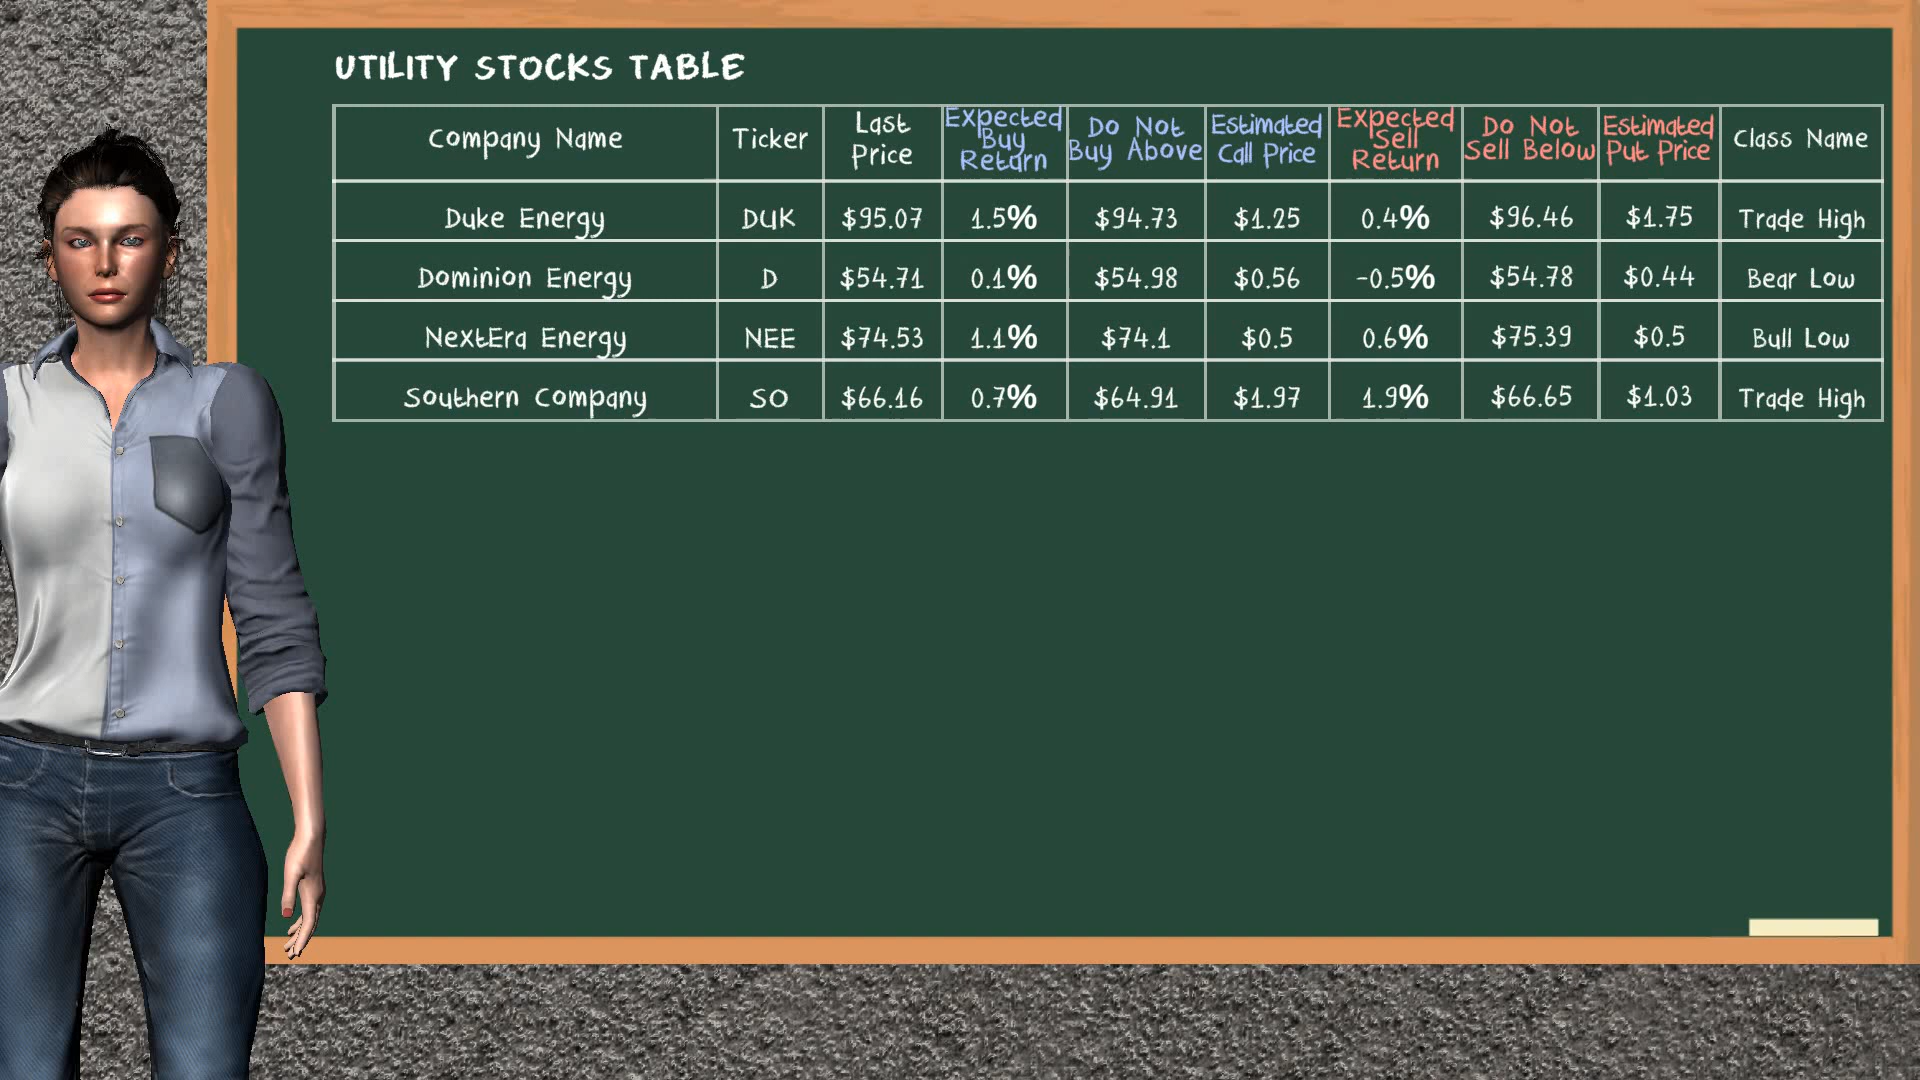 UTILITY STOCKS TABLE
Company Name Ticker Last Price Expected Buy Return Do Not Buy Above Estimated Call Price Expected Sell Return Do Not Sell Below Estimated Put Price Class Name
Duke Energy DUK $95.07 1.5% $94.73 $1.25 0.4% $96.46 $1.75 Trade High
Dominion Energy D $54.71 0.1% $54.98 $0.56 -0.5% $54.78 $0.44 Bear Low
NextEra Energy NEE $74.53 1.1% $74.1 $0.5 0.6% $75.39 $0.5 Bull Low
Southern Company SO $66.16 0.7% $64.91 $1.97 1.9% $66.65 $1.03 Trade High